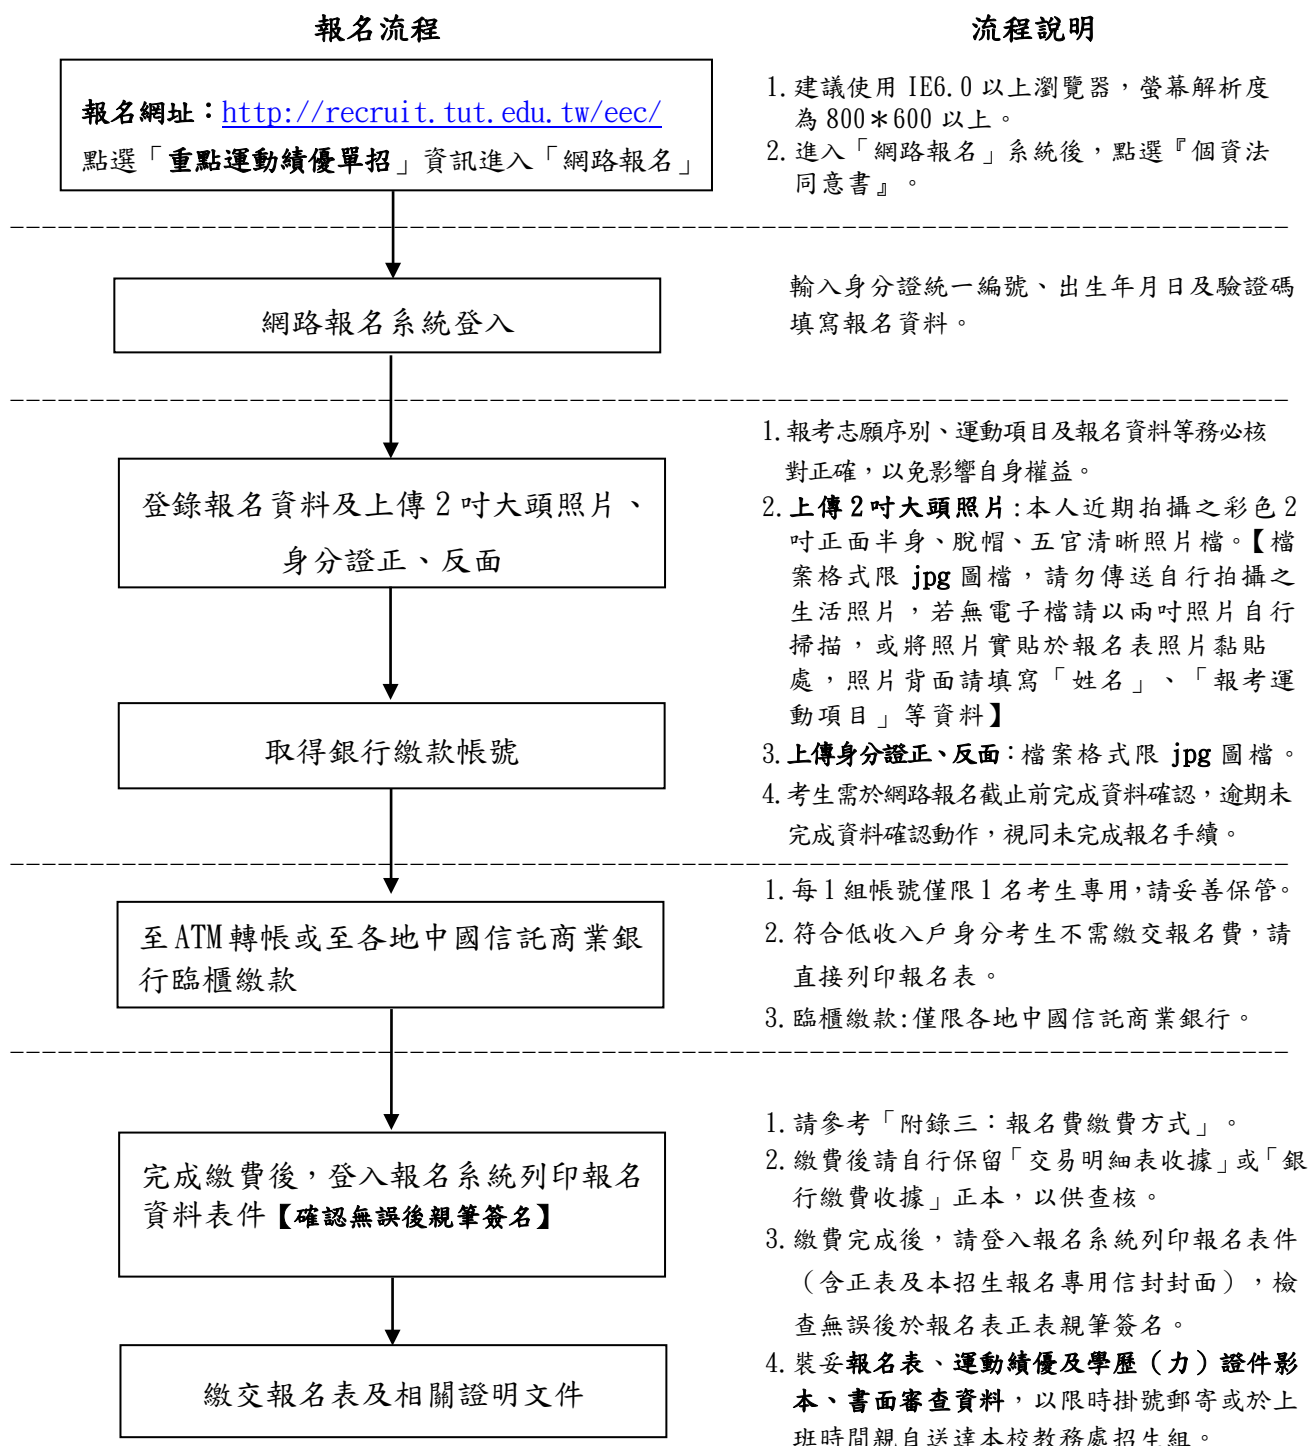 報名流程
流程說明
報名網址：http://recruit.tut.edu.tw/eec/
點選「重點運動績優單招」資訊進入「網路報名」
1.建議使用 IE6.0 以上瀏覽器，螢幕解析度
為 800＊600 以上。
2.進入「網路報名」系統後，點選『個資法
同意書』。
網路報名系統登入
輸入身分證統一編號、出生年月日及驗證碼
填寫報名資料。
登錄報名資料及上傳 2 吋大頭照片、
身分證正、反面
取得銀行繳款帳號
1.報考志願序別、運動項目及報名資料等務必核
對正確，以免影響自身權益。
2.上傳2吋大頭照片:本人近期拍攝之彩色 2
吋正面半身、脫帽、五官清晰照片檔。【檔
案格式限 jpg 圖檔，請勿傳送自行拍攝之
生活照片，若無電子檔請以兩吋照片自行
掃描，或將照片實貼於報名表照片黏貼
處，照片背面請填寫「姓名」、「報考運
動項目」等資料】
3.上傳身分證正、反面：檔案格式限 jpg 圖檔。
4.考生需於網路報名截止前完成資料確認，逾期未
完成資料確認動作，視同未完成報名手續。
至 ATM 轉帳或至各地中國信託商業銀
行臨櫃繳款
1.每 1 組帳號僅限 1 名考生專用，請妥善保管。
2.符合低收入戶身分考生不需繳交報名費，請
直接列印報名表。
3.臨櫃繳款:僅限各地中國信託商業銀行。
完成繳費後，登入報名系統列印報名
資料表件【確認無誤後親筆簽名】
繳交報名表及相關證明文件
1.請參考「附錄三：報名費繳費方式」。
2.繳費後請自行保留「交易明細表收據」或「銀
行繳費收據」正本，以供查核。
3.繳費完成後，請登入報名系統列印報名表件
（含正表及本招生報名專用信封封面），檢
查無誤後於報名表正表親筆簽名。
4.裝妥報名表、運動績優及學歷（力）證件影
本、書面審查資料，以限時掛號郵寄或於上
班時間親自送達本校教務處招生組。